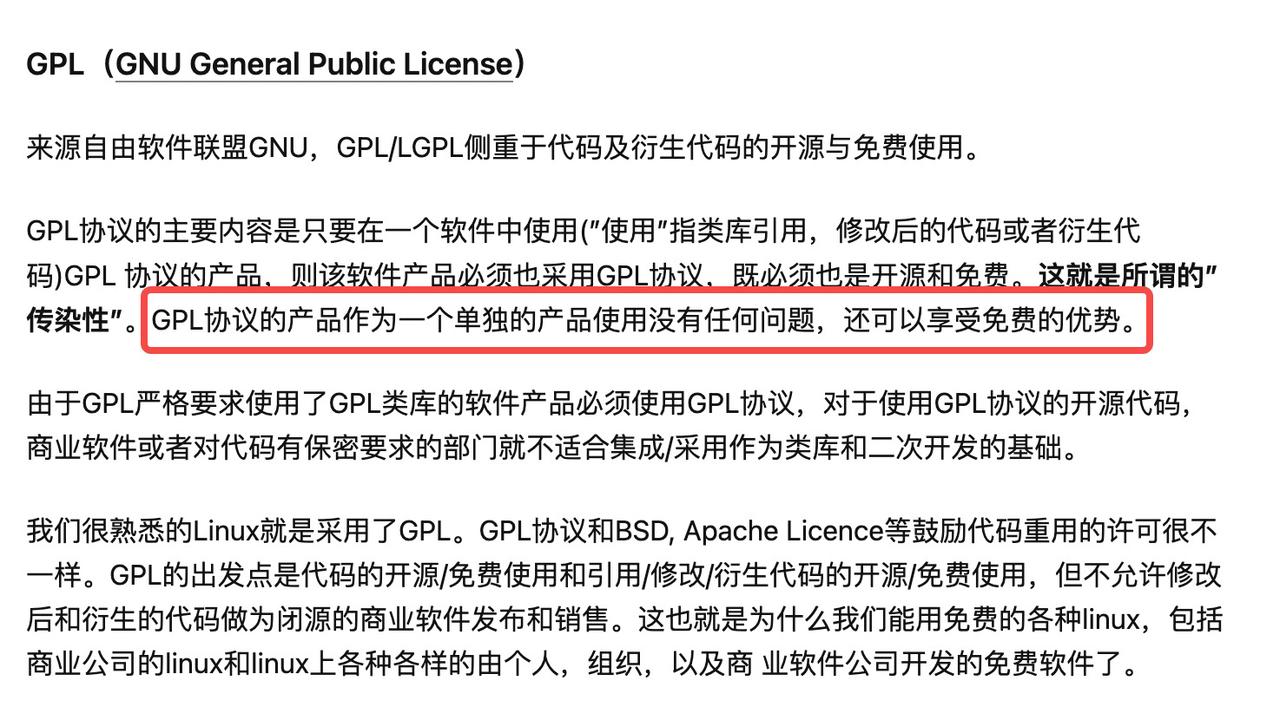 GPL（GNU General Public License）
来源自由软件联盟GNU，GPL/LGPL侧重于代码及衍生代码的开源与免费使用。
GPL协议的主要内容是只要在一个软件中使用(”使用”指类库引用，修改后的代码或者衍生代
码)GPL 协议的产品，则该软件产品必须也采用GPL协议，既必须也是开源和免费。这就是所谓的”
传染性”。GPL协议的产品作为一个单独的产品使用没有任何问题，还可以享受免费的优势。
由于GPL严格要求使用了GPL类库的软件产品必须使用GPL协议，对于使用GPL协议的开源代码，
商业软件或者对代码有保密要求的部门就不适合集成/采用作为类库和二次开发的基础。
我们很熟悉的Linux就是采用了GPL。GPL协议和BSD, Apache Licence等鼓励代码重用的许可很不
一样。GPL的出发点是代码的开源/免费使用和引用/修改/衍生代码的开源/免费使用，但不允许修改
后和衍生的代码做为闭源的商业软件发布和销售。这也就是为什么我们能用免费的各种linux，包括
商业公司的linux和linux上各种各样的由个人，组织，以及商 业软件公司开发的免费软件了。